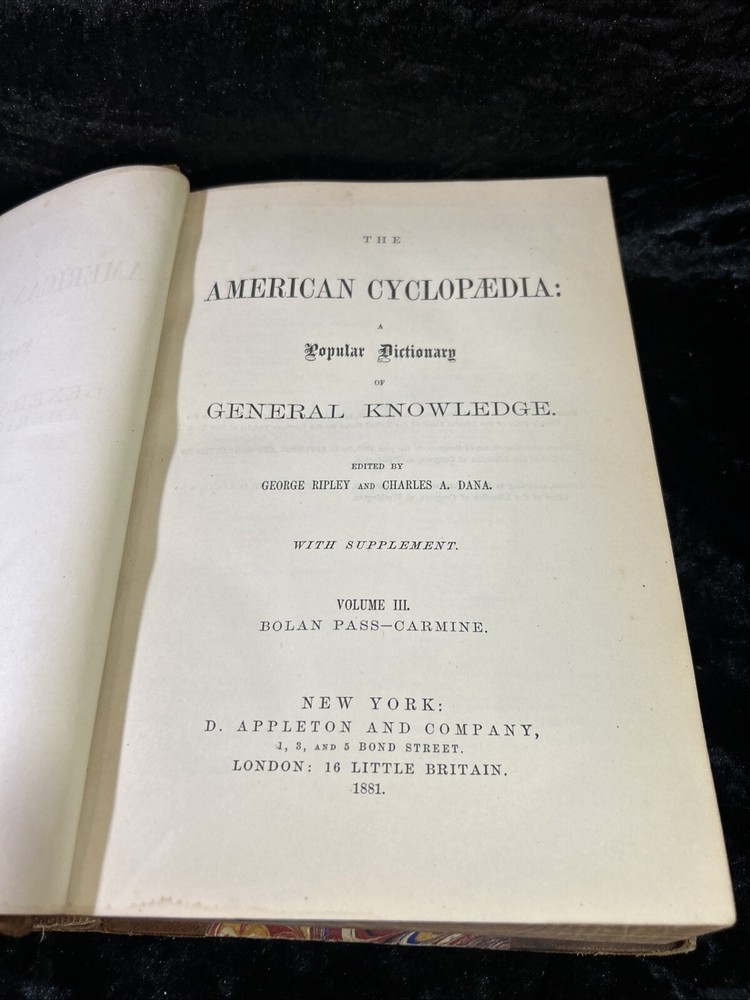 THE
AMERICAN CYCLOPÆDIA:
A
Popular Dictionary
OF
GENERAL KNOWLEDGE.
EDITED BY
GEORGE RIPLEY AND CHARLES A. DANA.
WITH SUPPLEMENT.
VOLUME III.
BOLAN PASS–CARMINE.
NEW YORK:
D. APPLETON AND COMPANY,
1, 3, AND 5 BOND STREET.
LONDON: 16 LITTLE BRITAIN.
1881.